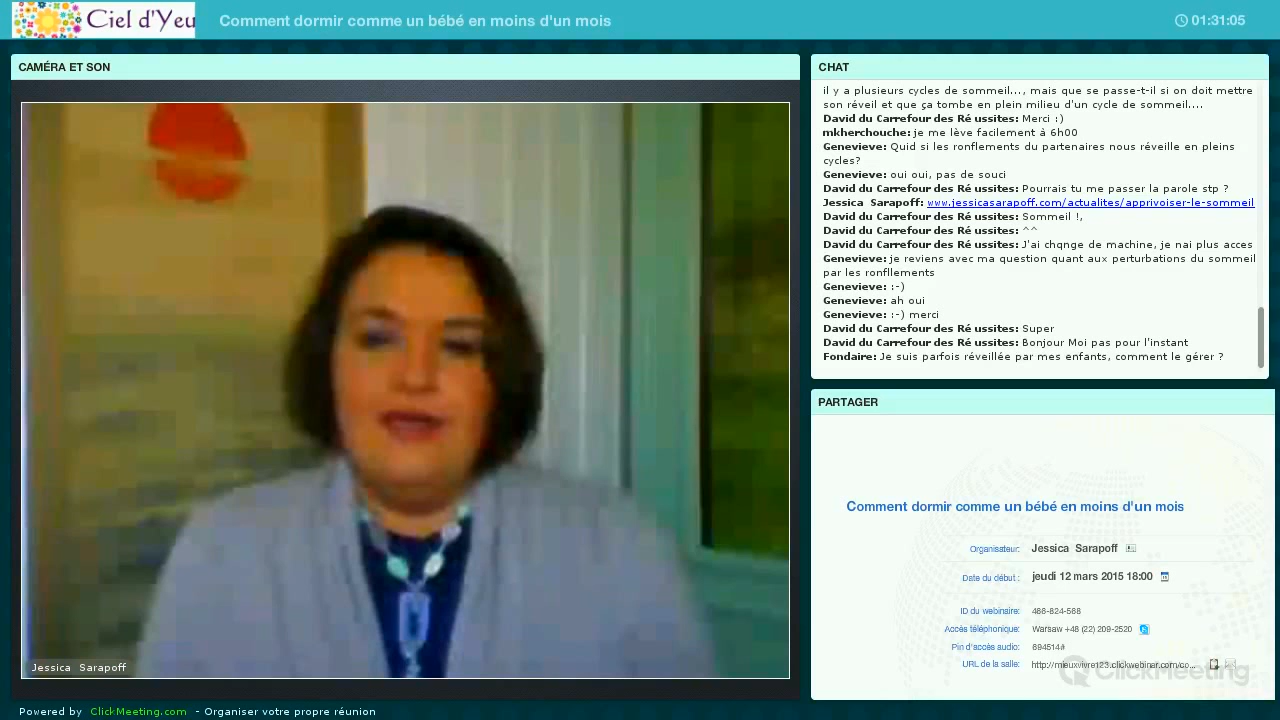 Ciel d'Yeu
Comment dormir comme un bébé en moins d'un mois
01:31:05
CAMÉRA ET SON
Jessica Sarapoff
CHAT
il y a plusieurs cycles de sommeil..., mais que se passe-t-il si on doit mettre
son réveil et que ça tombe en plein milieu d'un cycle de sommeil....
David du Carrefour des Ré ussites: Merci :)
mkherchouche: je me lève facilement à 6h00
Genevieve: Quid si les ronflements du partenaires nous réveille en pleins
cycles?
Genevieve: oui oui, pas de souci
David du Carrefour des Ré ussites: Pourrais tu me passer la parole stp ?
Jessica Sarapoff: www.jessicasarapoff.com/actualites/apprivoiser-le-sommeil
David du Carrefour des Ré ussites: Sommeil !,
David du Carrefour des Ré ussites: ^^
David du Carrefour des Ré ussites: J'ai chqnge de machine, je nai plus acces
Genevieve: je reviens avec ma question quant aux perturbations du sommeil
par les ronfllements
Genevieve: :-)
Genevieve: ah oui
Genevieve: :-) merci
David du Carrefour des Ré ussites: Super
David du Carrefour des Ré ussites: Bonjour Moi pas pour l'instant
Fondaire: Je suis parfois réveillée par mes enfants, comment le gérer ?
PARTAGER
Comment dormir comme un bébé en moins d'un mois
Organisateur: Jessica Sarapoff
Date du début : jeudi 12 mars 2015 18:00
ID du webinaire: 466-824-568
Accès téléphonique: Warsaw +48 (22) 209-2520
Pin d'accès audio: 694514#
URL de la salle: http://mieuxvivre123.clickwebinar.com/co...
ClickMeeting
Powered by ClickMeeting.com - Organiser votre propre réunion